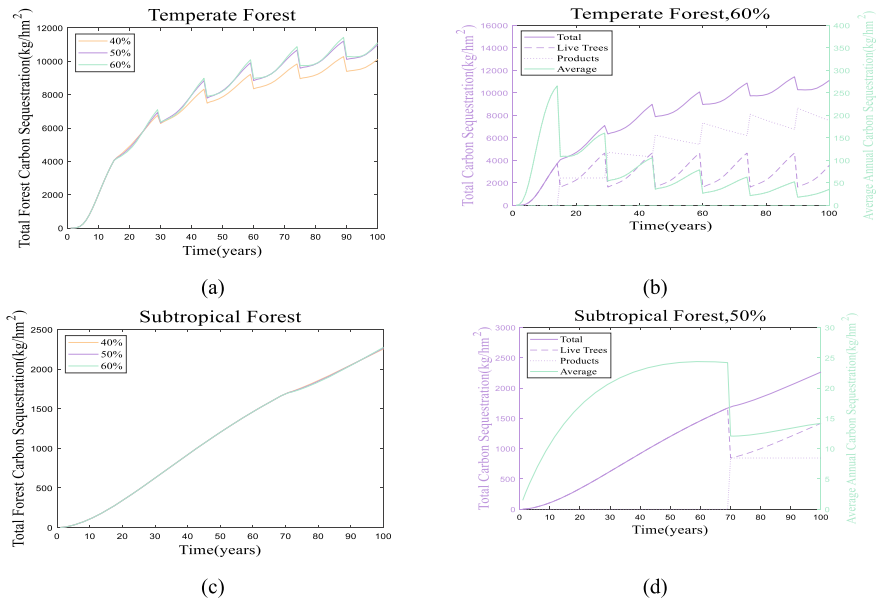 Temperate Forest
Total Forest Carbon Sequestration(kg/hm²)
12000
10000
8000
6000
4000
2000
0
40%
50%
60%
0 10 20 30 40 50 60 70 80 90 100
Time(years)
(a)
Temperate Forest,60%
Total Carbon Sequestration(kg/hm²)
16000
14000
12000
10000
8000
6000
4000
2000
0
Total
Live Trees
Products
Average
400
350
300
250
200
150
100
50
0
Average Annual Carbon Sequestration(kg/hm²)
0 20 40 60 80 100
Time(years)
(b)
Subtropical Forest
Total Forest Carbon Sequestration(kg/hm²)
2500
2000
1500
1000
500
0
40%
50%
60%
0 10 20 30 40 50 60 70 80 90 100
Time(years)
(c)
Subtropical Forest,50%
Total Carbon Sequestration(kg/hm²)
3000
2500
2000
1500
1000
500
0
Total
Live Trees
Products
Average
30
25
20
15
10
5
0
Average Annual Carbon Sequestration(kg/hm²)
0 10 20 30 40 50 60 70 80 90 100
Time(years)
(d)